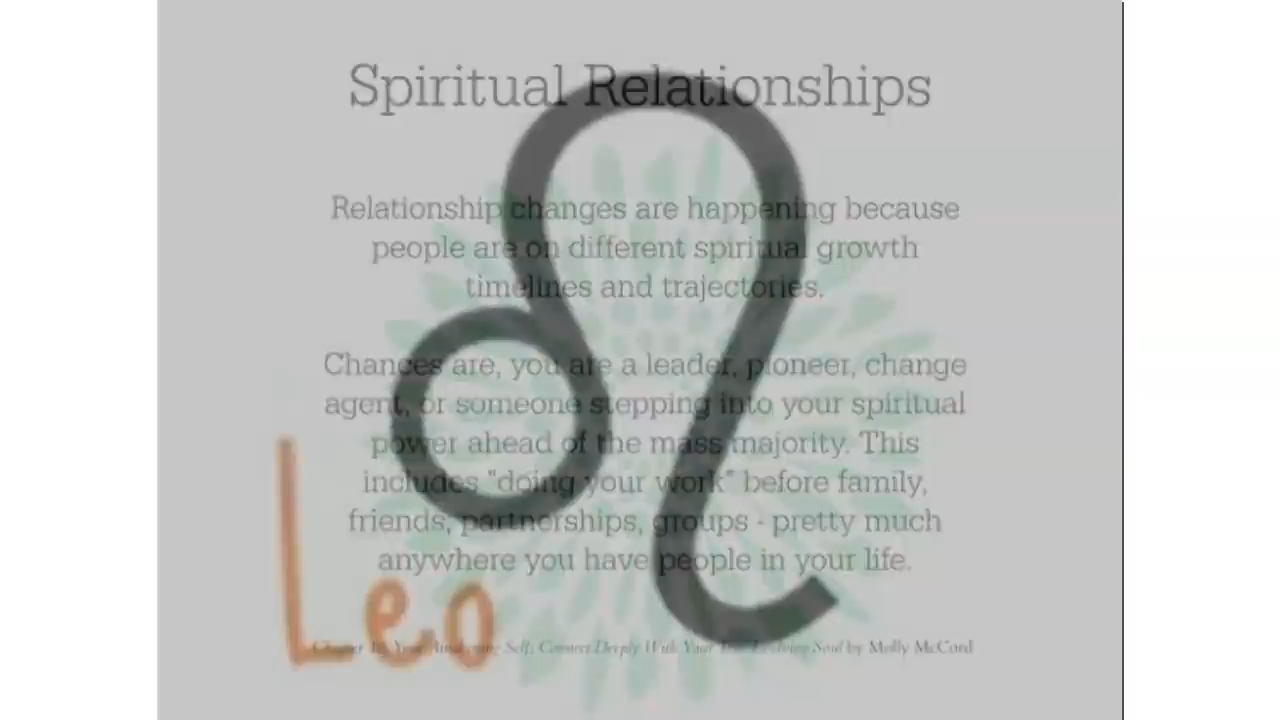 Spiritual Relationships
Relationship changes are happening because
people are on different spiritual growth
timelines and trajectories.
Chances are, you are a leader, pioneer, change
agent, or someone stepping into your spiritual
power ahead of the mass majority. This
includes "doing your work" before family,
friends, partnerships, groups - pretty much
anywhere you have people in your life.
Leo
Your Awakening Self: Connect Deeply With Your Evolving Soul by Molly McCord